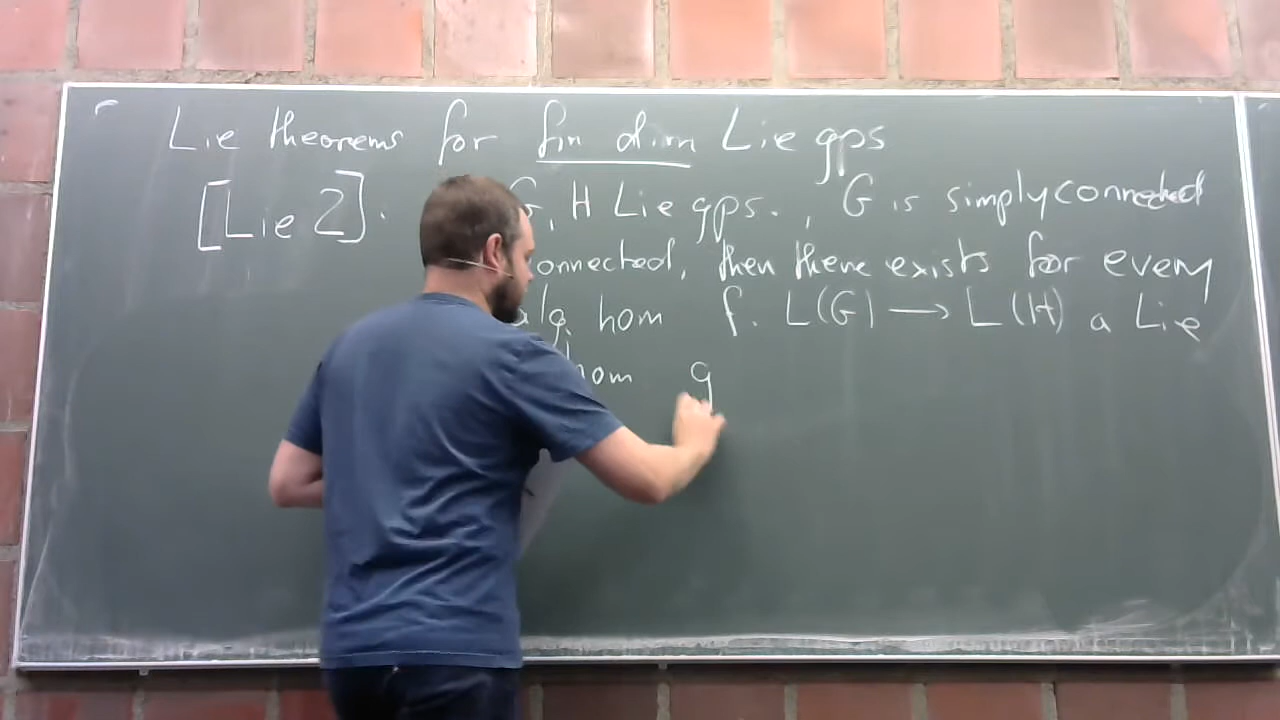 Lie theorems for fin dim Lie gps
[Lie 2]. G, H Lie gps., G is simply connected
onnected, then there exists for every
alg. hom f. L(G) → L(H) a Lie
hom g